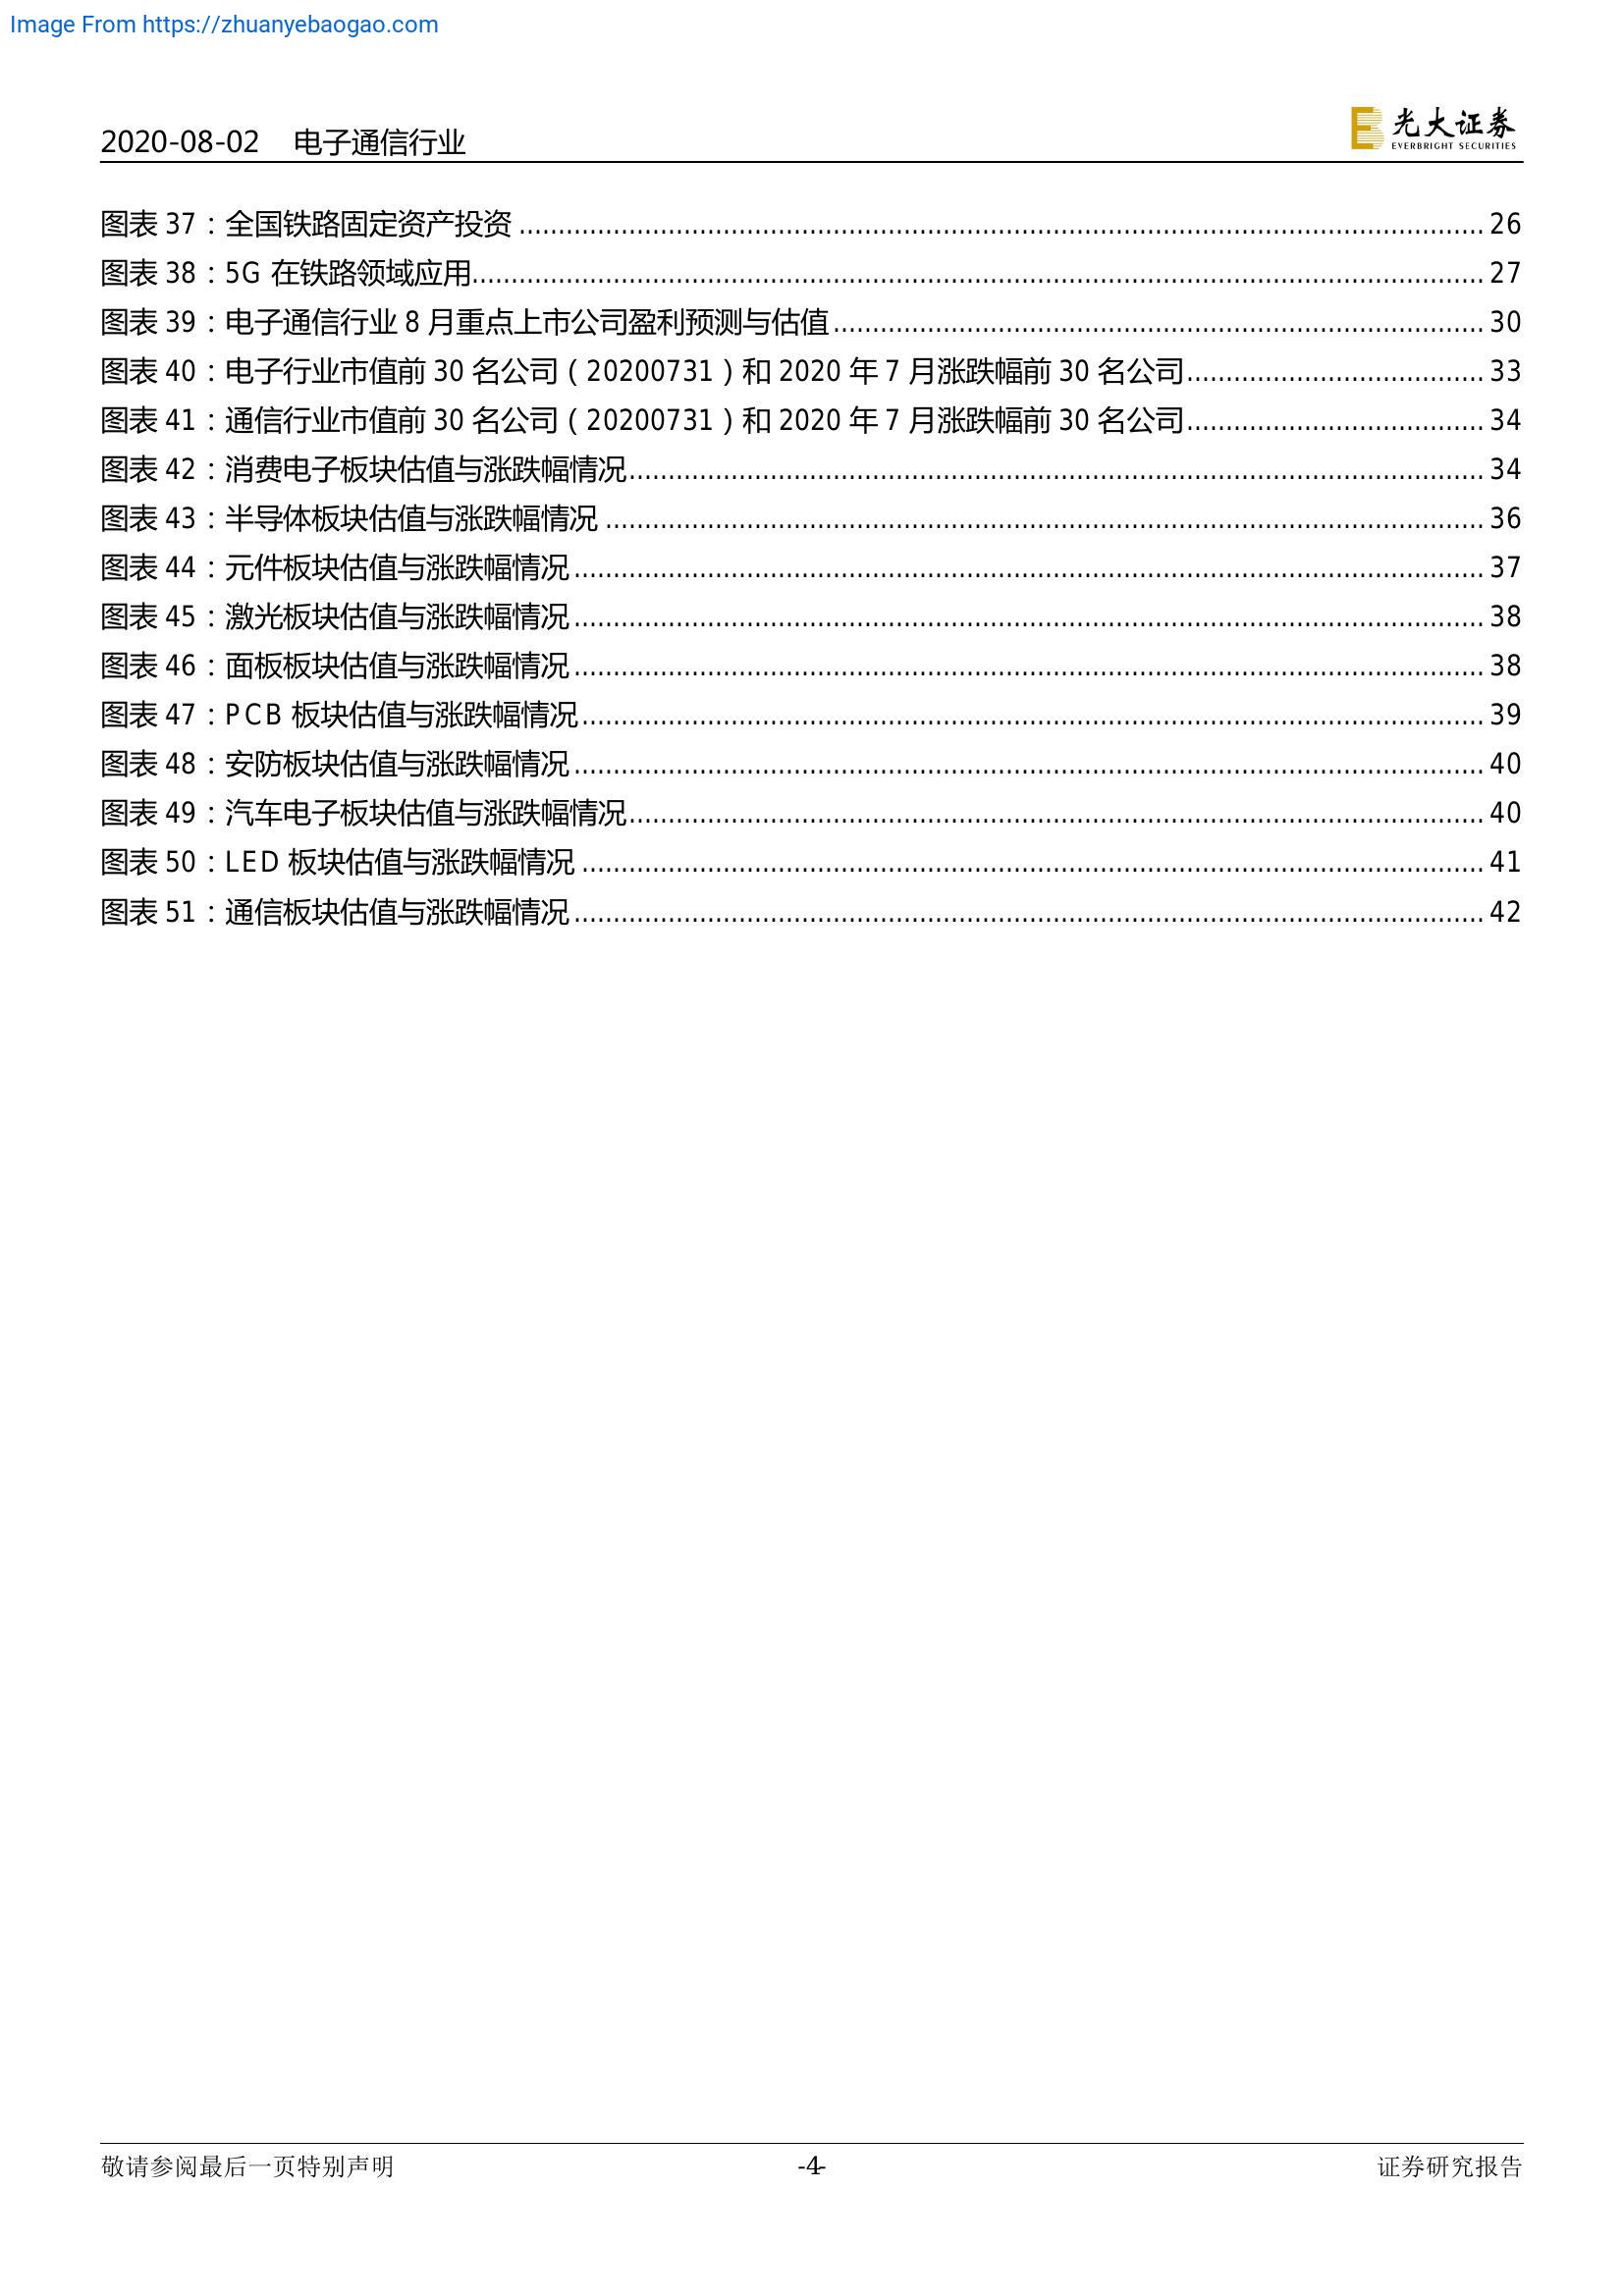 Image From https://zhuanyebaogao.com
2020-08-02 电子通信行业
光大证券
EVERBRIGHT SECURITIES
图表 37：全国铁路固定资产投资 ........ 26
图表 38：5G 在铁路领域应用........ 27
图表 39：电子通信行业 8 月重点上市公司盈利预测与估值........ 30
图表 40：电子行业市值前 30 名公司（20200731）和 2020 年 7 月涨跌幅前 30 名公司........ 33
图表 41：通信行业市值前 30 名公司（20200731）和 2020 年 7 月涨跌幅前 30 名公司........ 34
图表 42：消费电子板块估值与涨跌幅情况........ 34
图表 43：半导体板块估值与涨跌幅情况 ........ 36
图表 44：元件板块估值与涨跌幅情况........ 37
图表 45：激光板块估值与涨跌幅情况........ 38
图表 46：面板板块估值与涨跌幅情况........ 38
图表 47：PCB 板块估值与涨跌幅情况........ 39
图表 48：安防板块估值与涨跌幅情况........ 40
图表 49：汽车电子板块估值与涨跌幅情况........ 40
图表 50：LED 板块估值与涨跌幅情况 ........ 41
图表 51：通信板块估值与涨跌幅情况........ 42
敬请参阅最后一页特别声明 -4- 证券研究报告